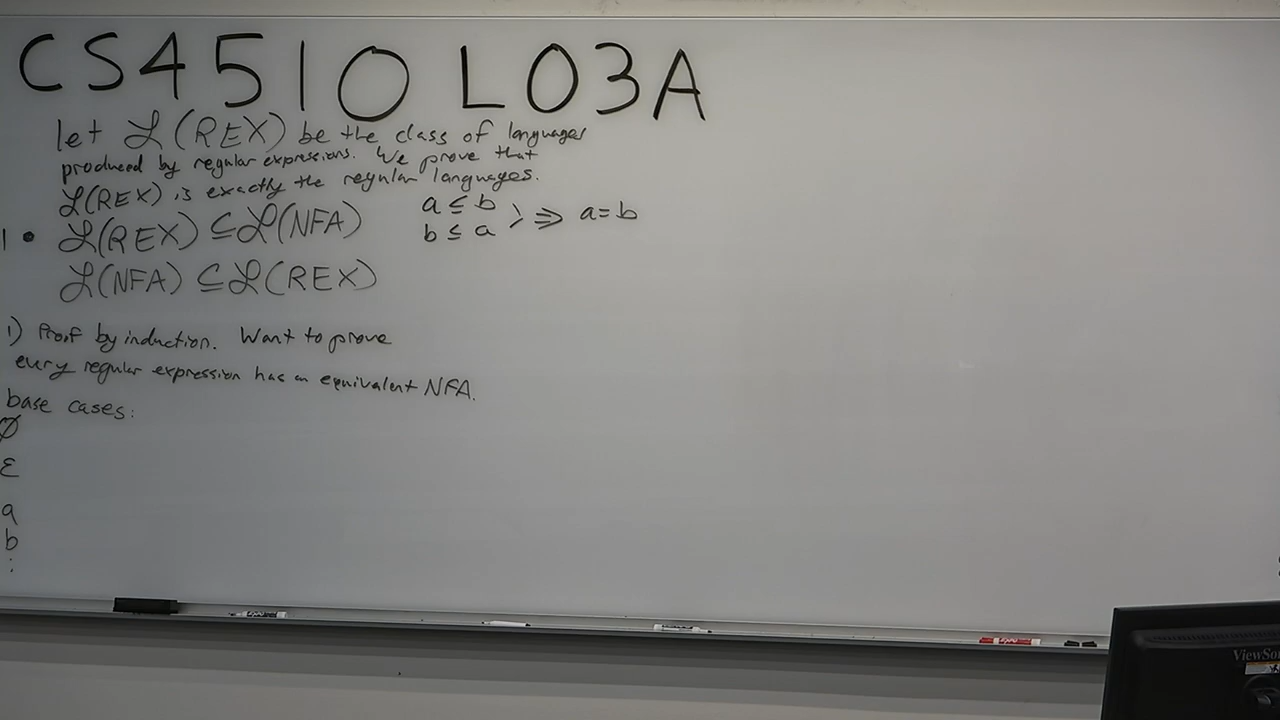 CS4510 L03A
let ℒ(REX) be the class of languages
produced by regular expressions. We prove that
ℒ(REX) is exactly the regular languages.
1 • ℒ(REX) ⊆ ℒ(NFA)
ℒ(NFA) ⊆ ℒ(REX)
a ≤ b
b ≤ a
⟩ ⇒ a = b
1) Proof by induction. Want to prove
every regular expression has an equivalent NFA.
base cases:
∅
ε
a
b
: